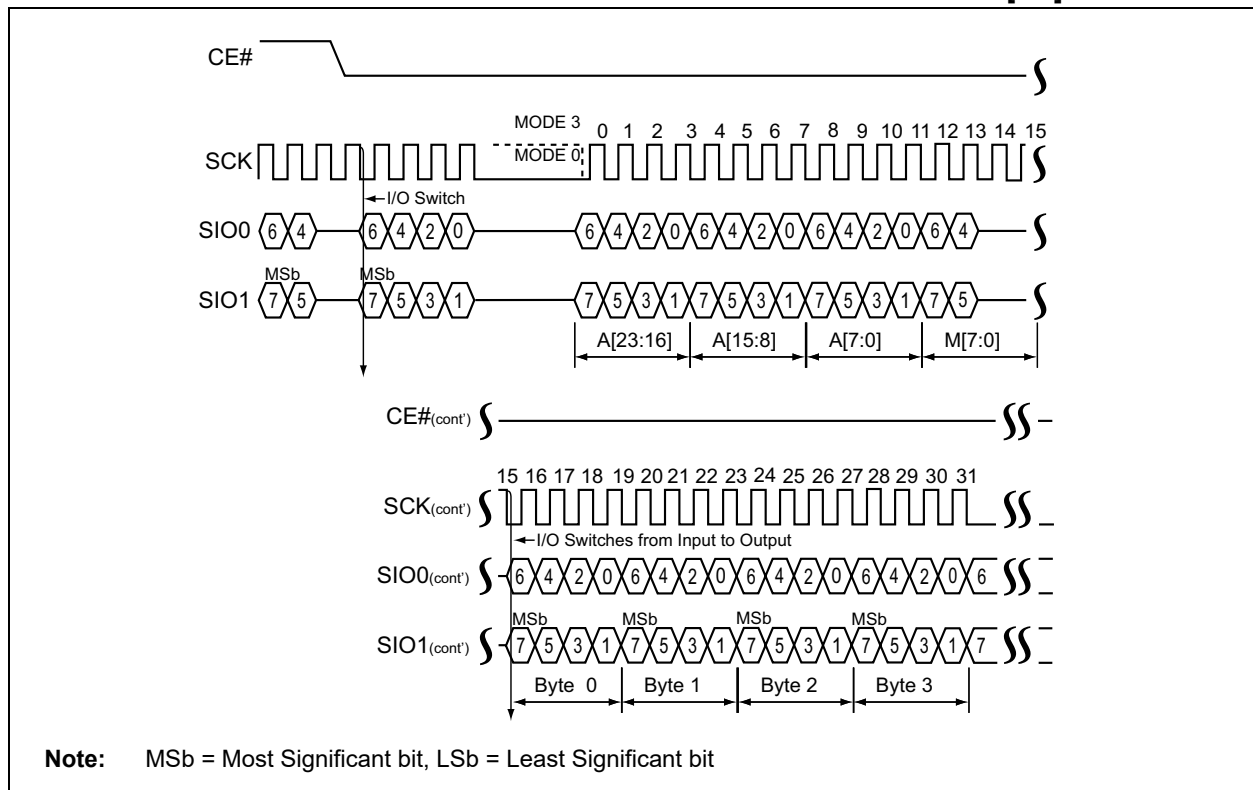 CE#
MODE 3
0 1 2 3 4 5 6 7 8 9 10 11 12 13 14 15
SCK
MODE 0
I/O Switch
SIO0 6 4 6 4 2 0 6 4 2 0 6 4 2 0 6 4 2 0 6 4
MSb MSb
SIO1 7 5 7 5 3 1 7 5 3 1 7 5 3 1 7 5 3 1 7 5
A[23:16] A[15:8] A[7:0] M[7:0]
CE#(cont')
15 16 17 18 19 20 21 22 23 24 25 26 27 28 29 30 31
SCK(cont')
I/O Switches from Input to Output
SIO0(cont') 6 4 2 0 6 4 2 0 6 4 2 0 6 4 2 0 6
MSb MSb MSb MSb
SIO1(cont') 7 5 3 1 7 5 3 1 7 5 3 1 7 5 3 1 7
Byte 0 Byte 1 Byte 2 Byte 3
Note: MSb = Most Significant bit, LSb = Least Significant bit